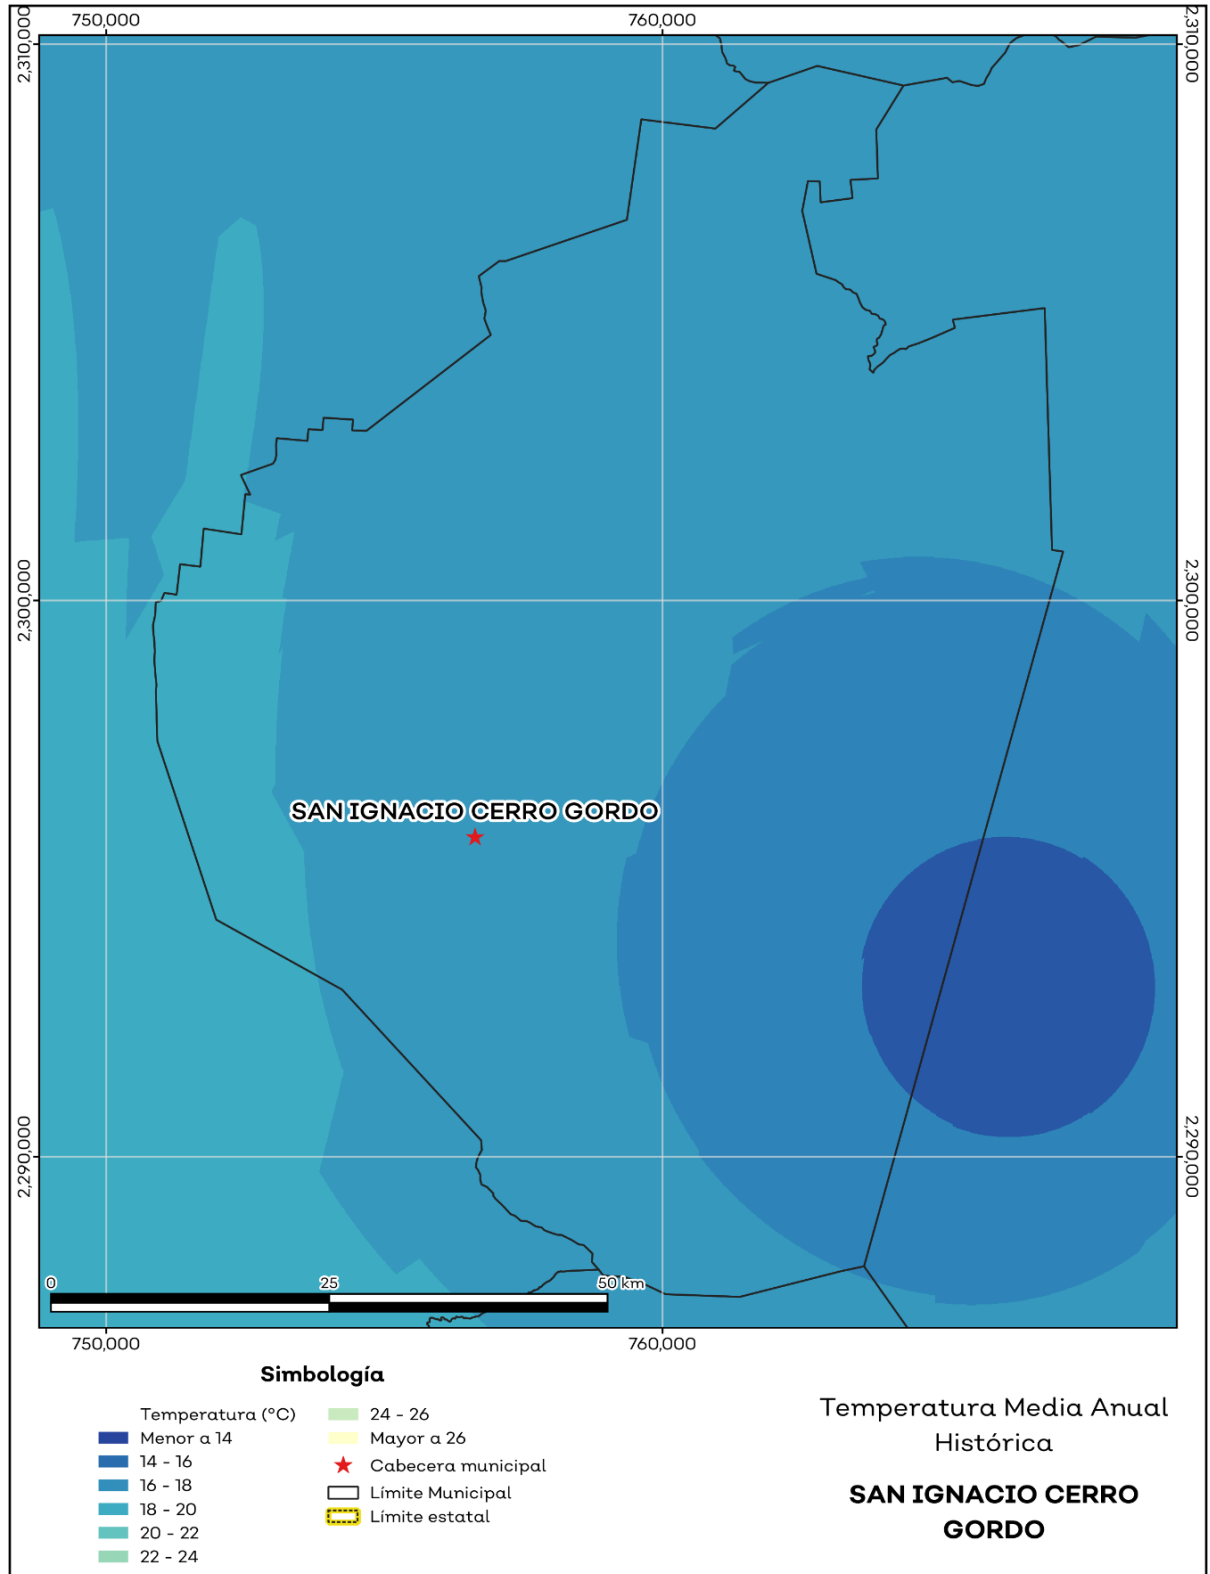 750,000
760,000
2,310,000
2,310,000
2,300,000
2,300,000
SAN IGNACIO CERRO GORDO
2,290,000
2,290,000
0
25
50 km
750,000
760,000
Simbología
Temperatura (°C)
Menor a 14
14 - 16
16 - 18
18 - 20
20 - 22
22 - 24
24 - 26
Mayor a 26
Cabecera municipal
Límite Municipal
Límite estatal
Temperatura Media Anual
Histórica
SAN IGNACIO CERRO
GORDO